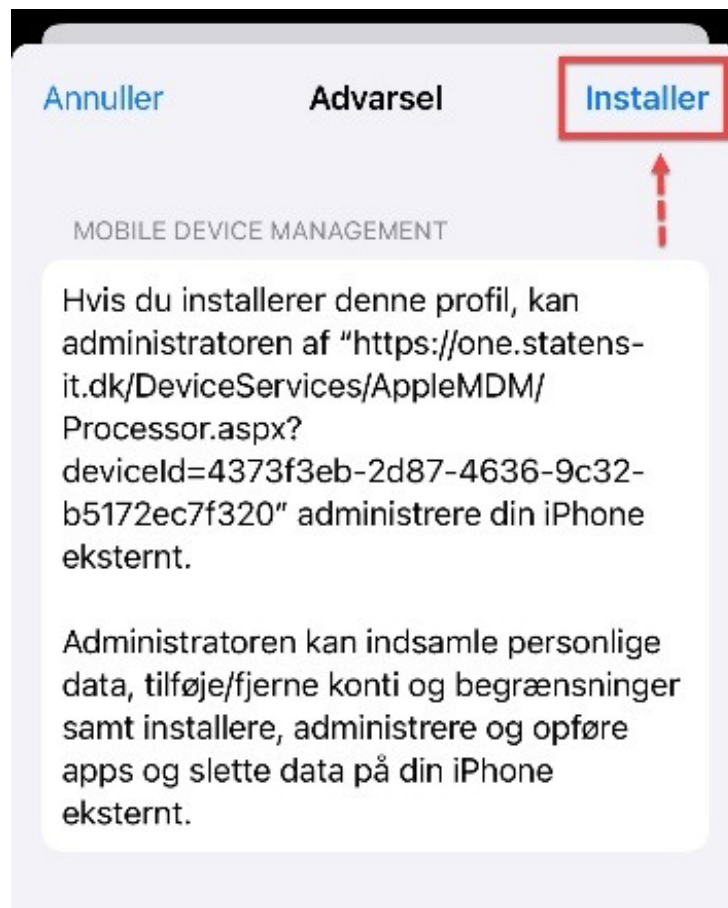 Annuller Advarsel Installer
MOBILE DEVICE MANAGEMENT
Hvis du installerer denne profil, kan
administratoren af "https://one.statens-
it.dk/DeviceServices/AppleMDM/
Processor.aspx?
deviceId=4373f3eb-2d87-4636-9c32-
b5172ec7f320" administrere din iPhone
eksternt.
Administratoren kan indsamle personlige
data, tilføje/fjerne konti og begrænsninger
samt installere, administrere og opføre
apps og slette data på din iPhone
eksternt.